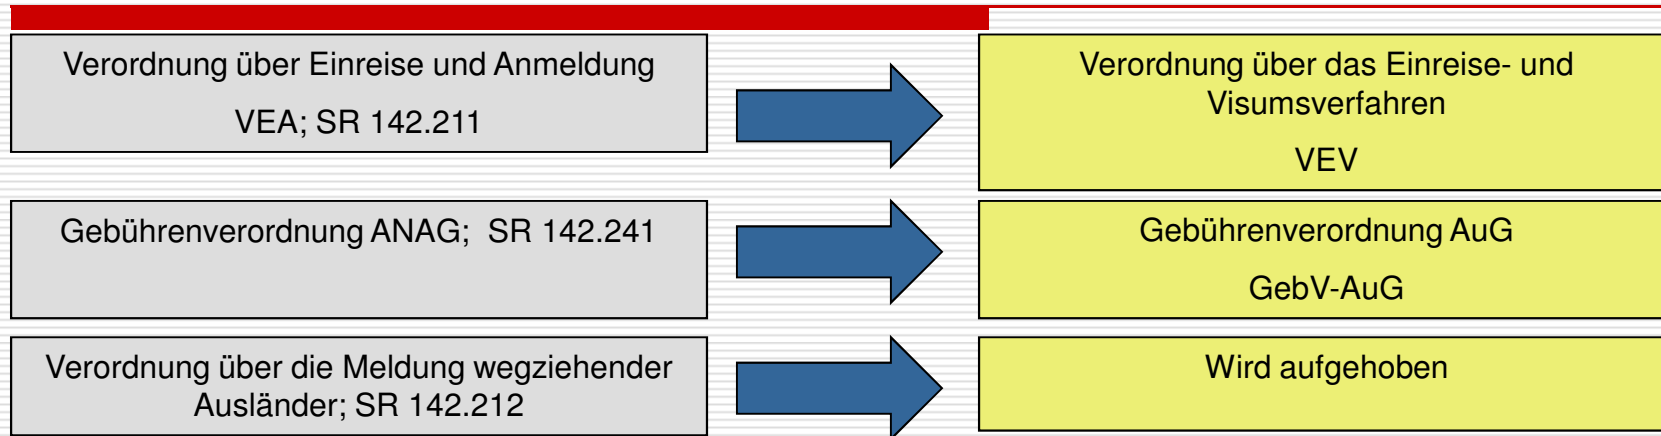 Verordnung über Einreise und Anmeldung
VEA; SR 142.211
Verordnung über das Einreise- und
Visumsverfahren
VEV
Gebührenverordnung ANAG; SR 142.241
Gebührenverordnung AuG
GebV-AuG
Verordnung über die Meldung wegziehender
Ausländer; SR 142.212
Wird aufgehoben